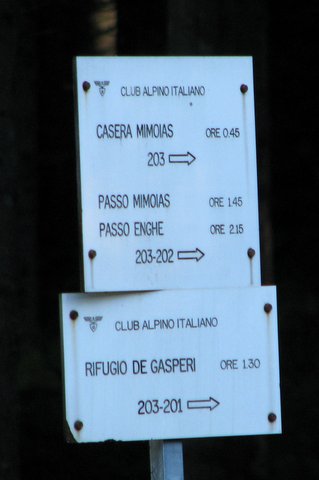 CLUB ALPINO ITALIANO
CASERA MIMOIAS ORE 0.45
203
PASSO MIMOIAS ORE 1.45
PASSO ENGHE ORE 2.15
203-202
CLUB ALPINO ITALIANO
RIFUGIO DE GASPERI ORE 1.30
203-201